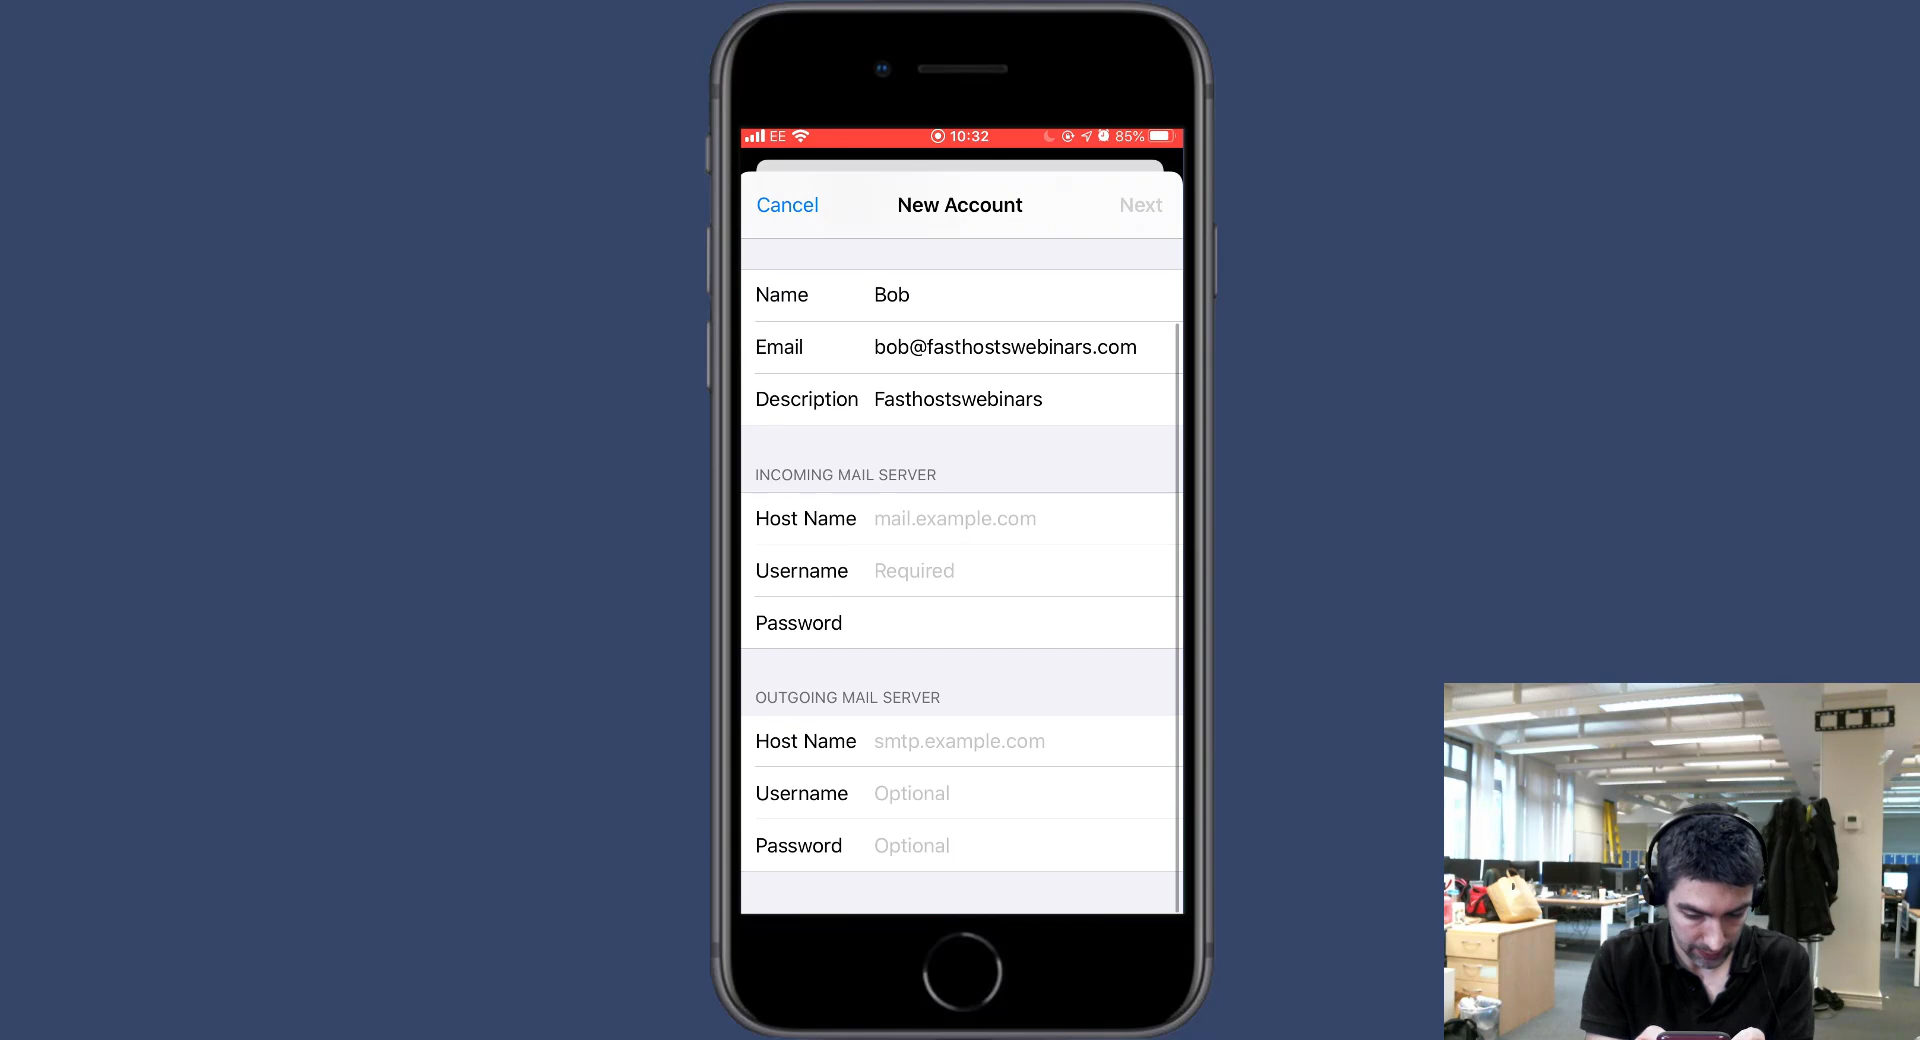 EE 10:32 85%
Cancel New Account Next
Name Bob
Email bob@fasthostswebinars.com
Description Fasthostswebinars
INCOMING MAIL SERVER
Host Name mail.example.com
Username Required
Password
OUTGOING MAIL SERVER
Host Name smtp.example.com
Username Optional
Password Optional